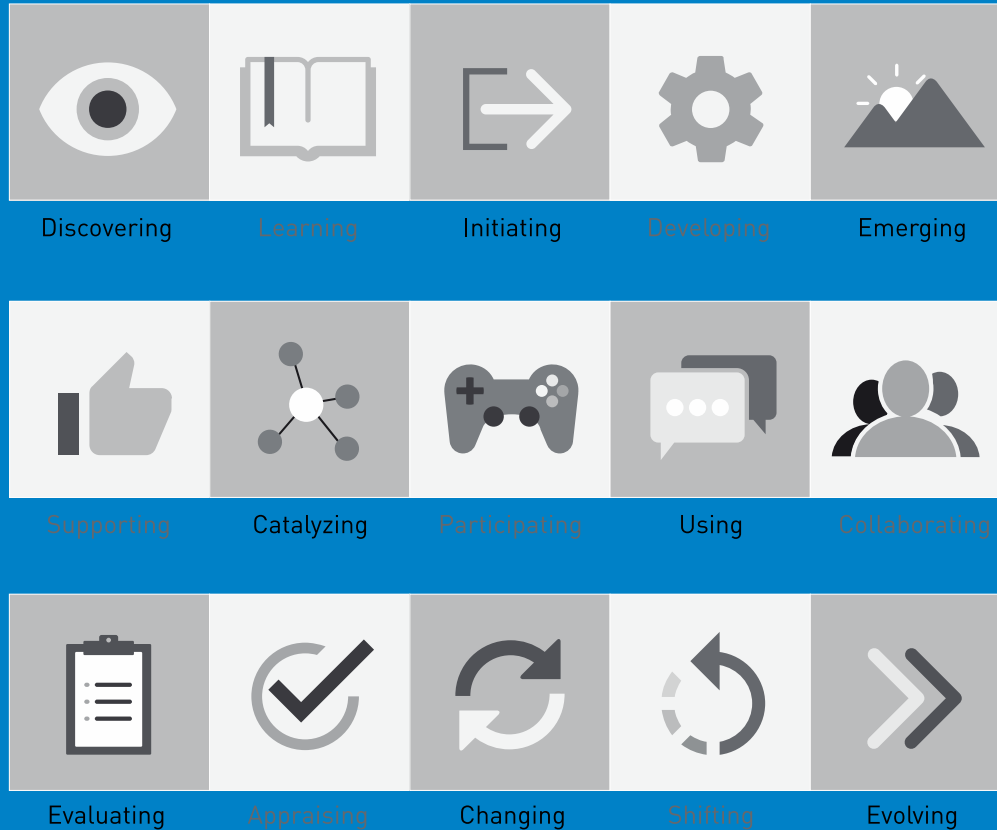 Discovering Learning Initiating Developing Emerging
Supporting Catalyzing Participating Using Collaborating
Evaluating Appraising Changing Shifting Evolving